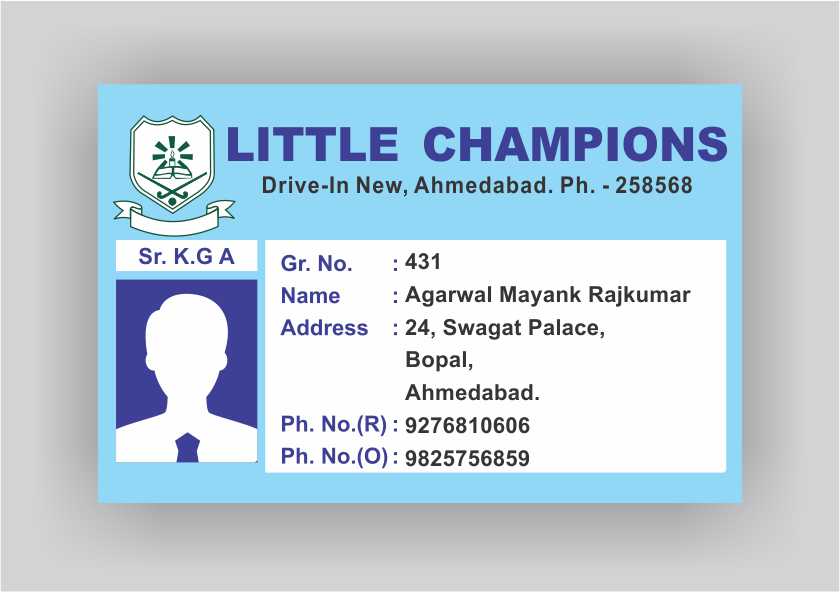 LITTLE CHAMPIONS
Drive-In New, Ahmedabad. Ph. - 258568
Sr. K.G A
Gr. No. : 431
Name : Agarwal Mayank Rajkumar
Address : 24, Swagat Palace,
Bopal,
Ahmedabad.
Ph. No.(R) : 9276810606
Ph. No.(O) : 9825756859